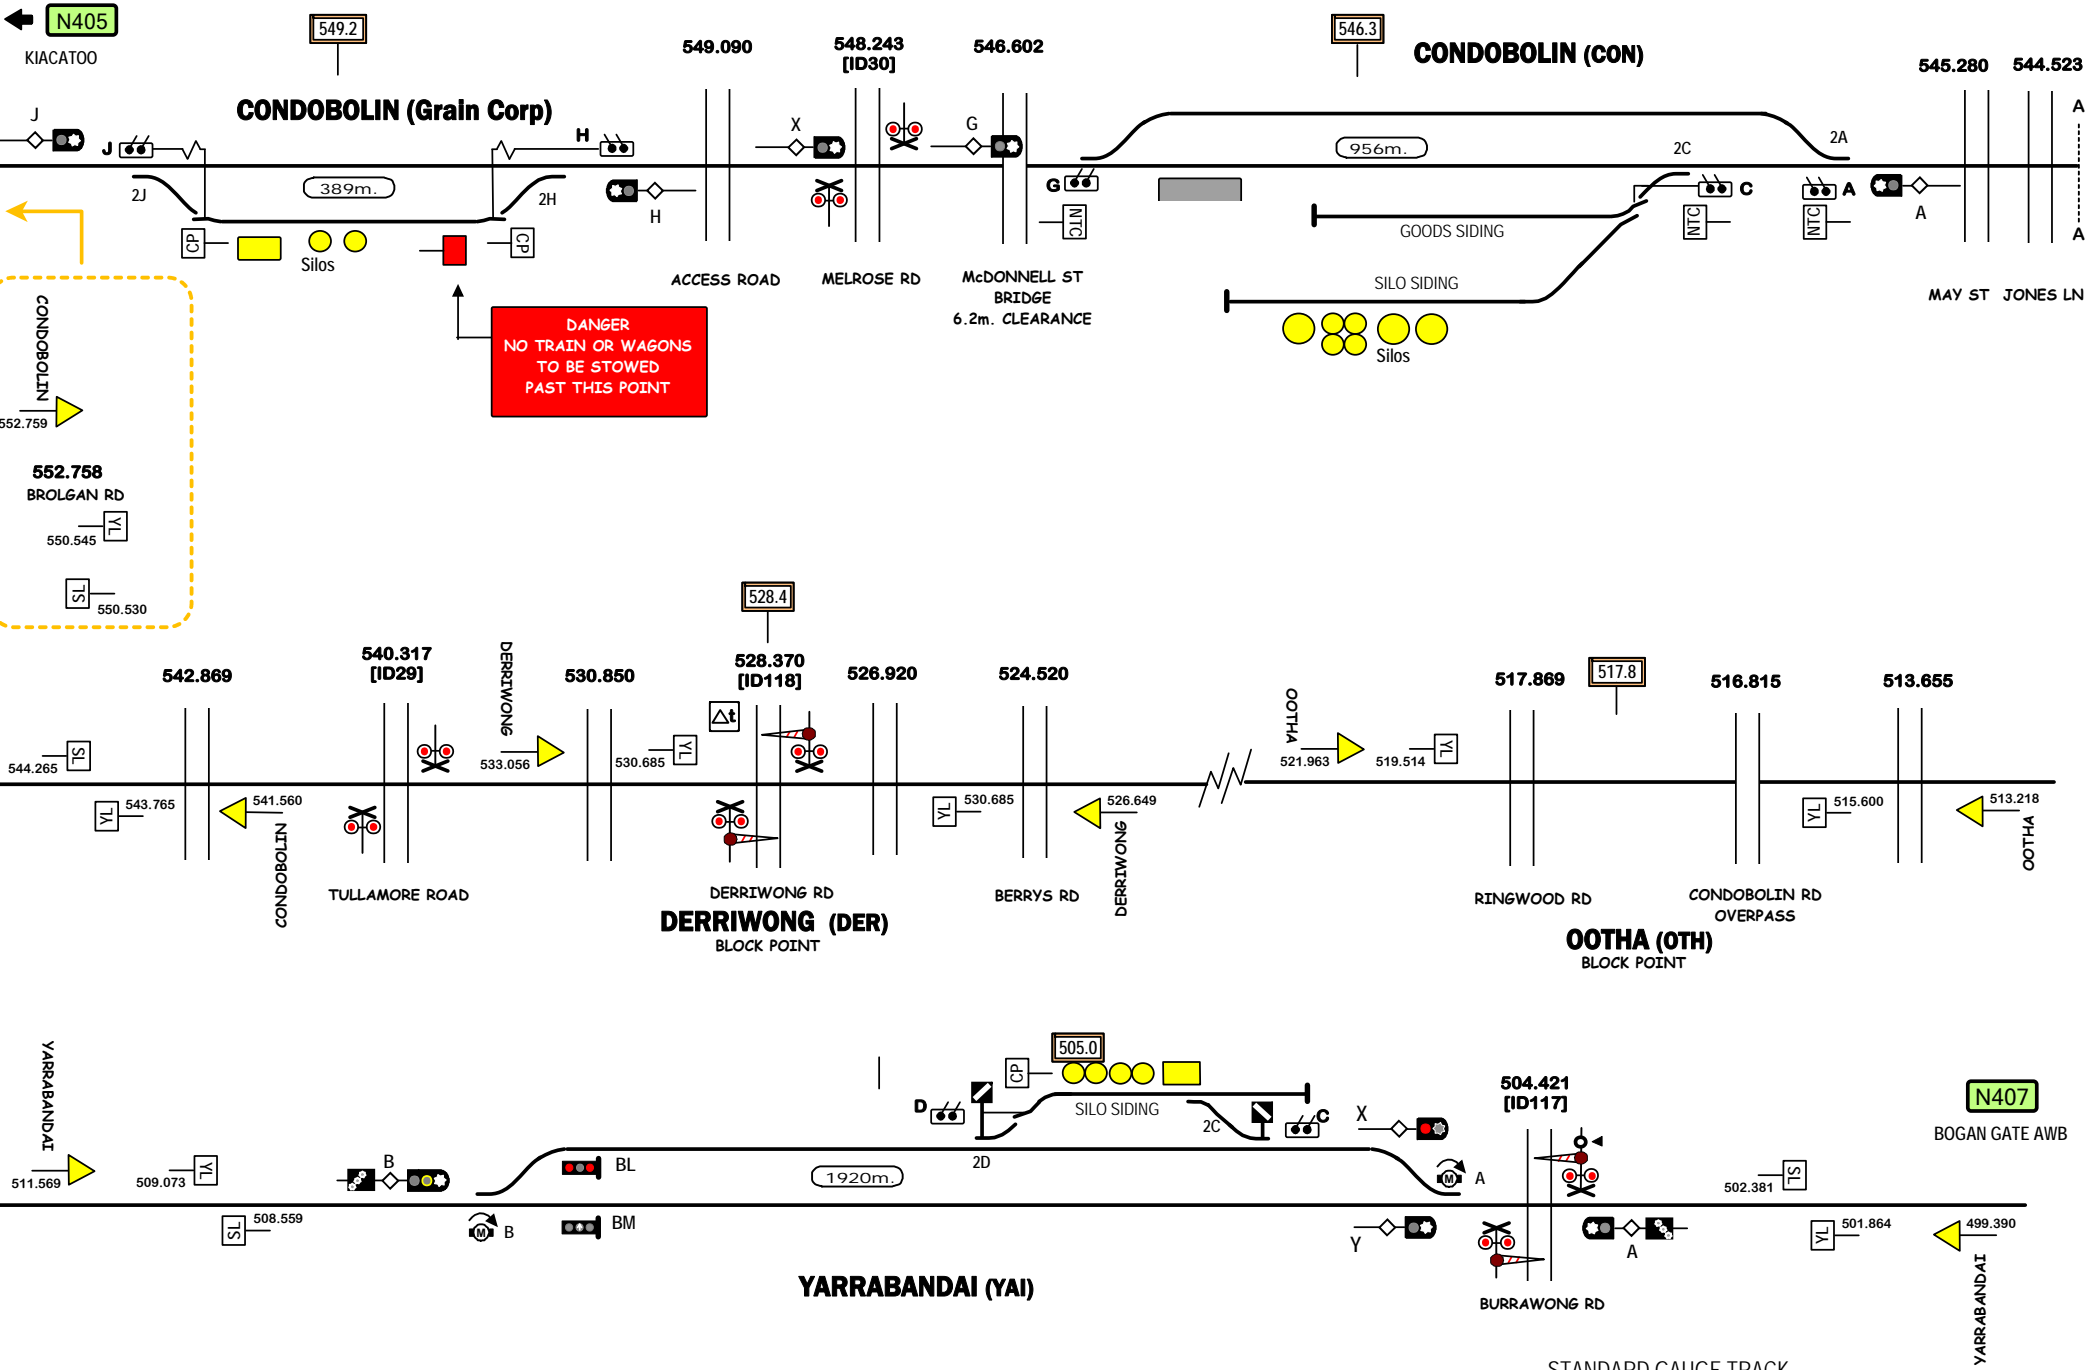 N405
KIACATOO
549.2
CONDOBOLIN (Grain Corp)
549.090
548.243
[ID30]
546.602
546.3
CONDOBOLIN (CON)
545.280
544.523
J
J
2J
389m.
CP
Silos
H
2H
CP
H
X
G
G
NTC
956m.
2C
2A
C
A
A
NTC
NTC
A
A
GOODS SIDING
SILO SIDING
Silos
ACCESS ROAD
MELROSE RD
McDONNELL ST
BRIDGE
6.2m. CLEARANCE
MAY ST
JONES LN
DANGER
NO TRAIN OR WAGONS
TO BE STOWED
PAST THIS POINT
CONDOBOLIN
552.759
552.758
BROLGAN RD
YL
550.545
SL
550.530
542.869
540.317
[ID29]
DERRIWONG
530.850
528.4
528.370
[ID118]
526.920
524.520
OOTHA
517.869
517.8
516.815
513.655
SL
544.265
YL
543.765
541.560
CONDOBOLIN
533.056
530.685
YL
Δt
YL
530.685
526.649
DERRIWONG
521.963
519.514
YL
YL
515.600
513.218
OOTHA
TULLAMORE ROAD
DERRIWONG RD
BERRYS RD
RINGWOOD RD
CONDOBOLIN RD
OVERPASS
DERRIWONG (DER)
BLOCK POINT
OOTHA (OTH)
BLOCK POINT
YARRABANDAI
511.569
509.073
YL
SL
508.559
B
M
B
BL
BM
1920m.
D
2D
CP
505.0
SILO SIDING
2C
C
X
Y
M
A
504.421
[ID117]
A
N407
BOGAN GATE AWB
502.381
SL
YL
501.864
499.390
YARRABANDAI
YARRABANDAI (YAI)
BURRAWONG RD
STANDARD GAUGE TRACK